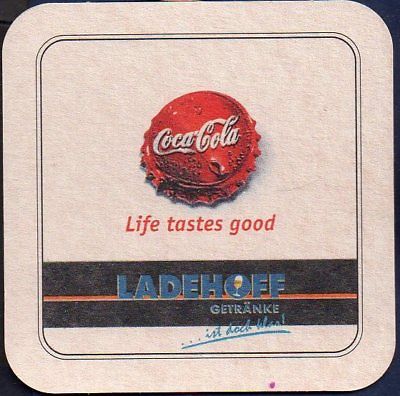 Coca-Cola
Life tastes good
LADEHOFF
GETRÄNKE
...ist doch klar!